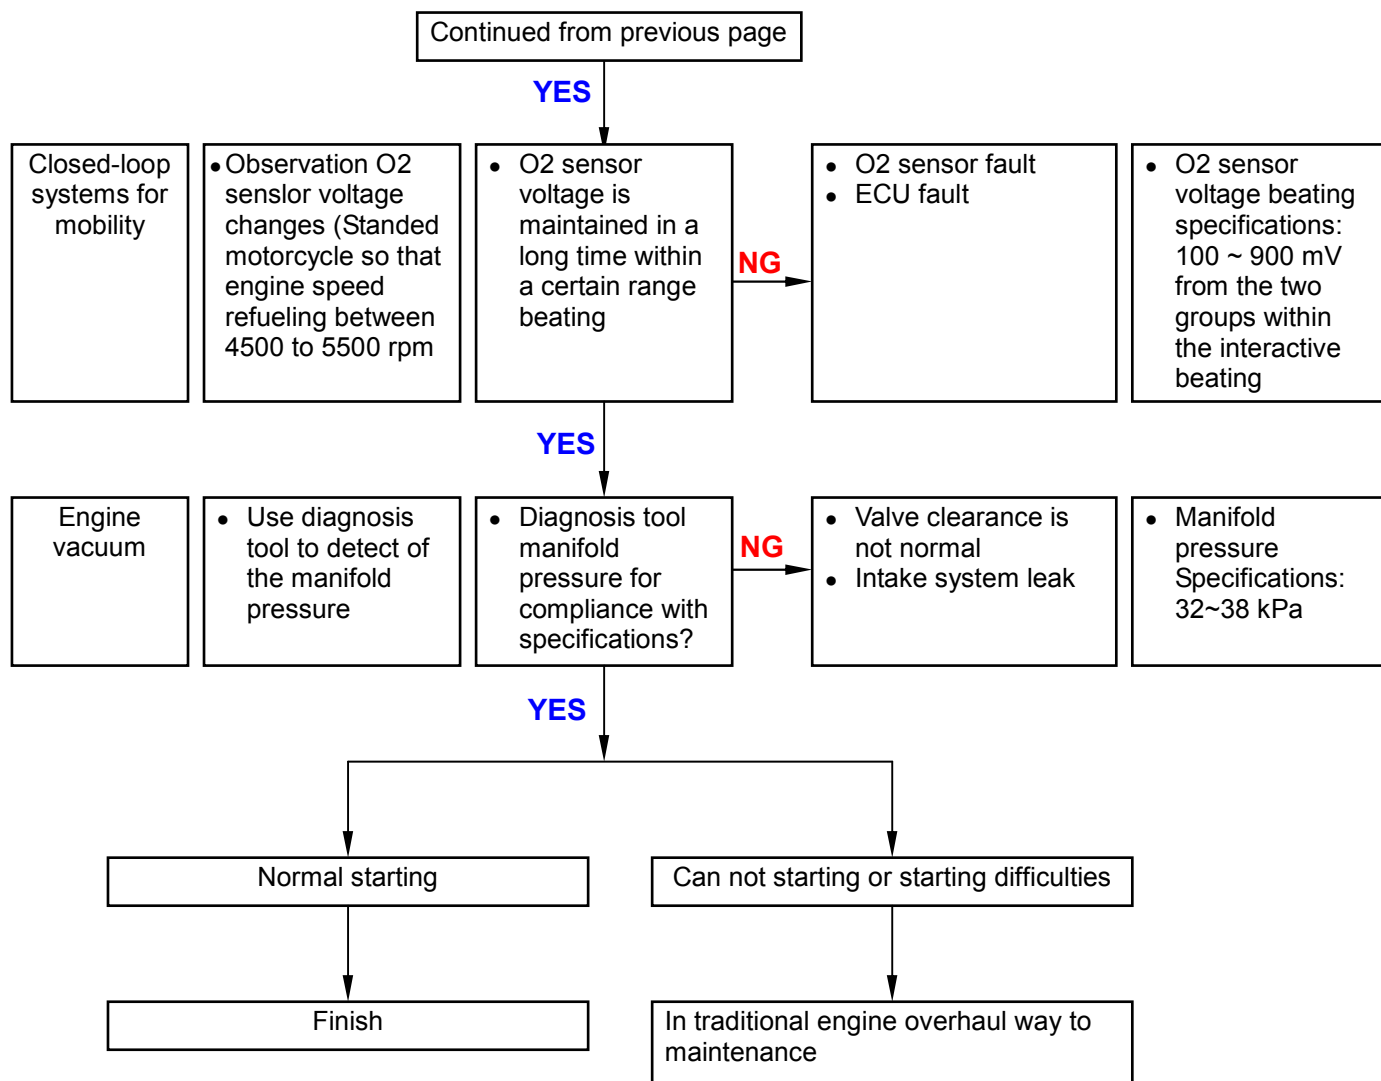 Continued from previous page
YES
Closed-loop
systems for
mobility
• Observation O2
senslor voltage
changes (Standed
motorcycle so that
engine speed
refueling between
4500 to 5500 rpm
• O2 sensor
voltage is
maintained in a
long time within
a certain range
beating
NG
• O2 sensor fault
• ECU fault
• O2 sensor
voltage beating
specifications:
100 ~ 900 mV
from the two
groups within
the interactive
beating
YES
Engine
vacuum
• Use diagnosis
tool to detect of
the manifold
pressure
• Diagnosis tool
manifold
pressure for
compliance with
specifications?
NG
• Valve clearance is
not normal
• Intake system leak
• Manifold
pressure
Specifications:
32~38 kPa
YES
Normal starting
Can not starting or starting difficulties
Finish
In traditional engine overhaul way to
maintenance